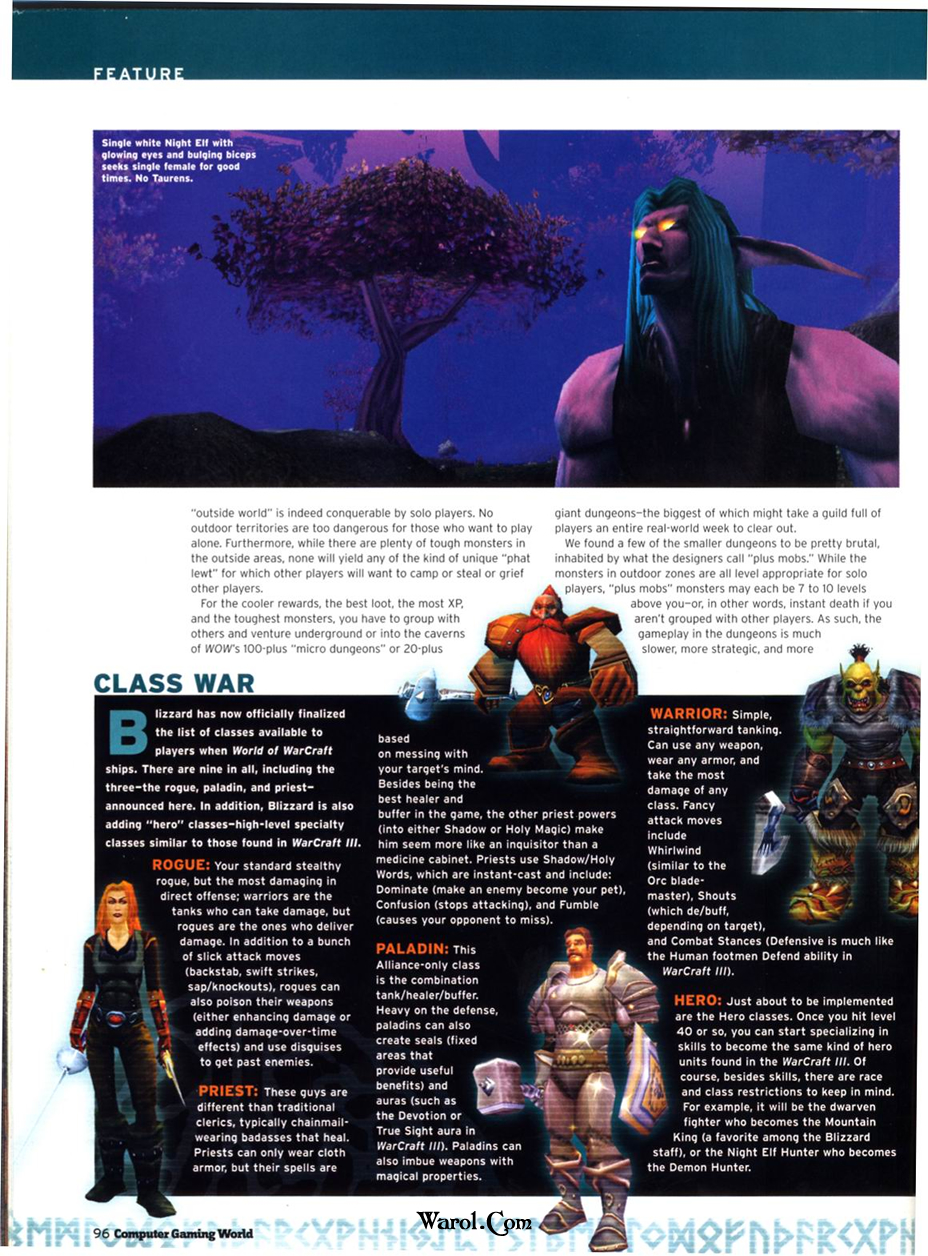 FEATURE
Single white Night Elf with
glowing eyes and bulging biceps
seeks single female for good
times. No Taurens.
"outside world" is indeed conquerable by solo players. No
outdoor territories are too dangerous for those who want to play
alone. Furthermore, while there are plenty of tough monsters in
the outside areas, none will yield any of the kind of unique "phat
lewt" for which other players will want to camp or steal or grief
other players.
For the cooler rewards, the best loot, the most XP,
and the toughest monsters, you have to group with
others and venture underground or into the caverns
of WOW's 100-plus "micro dungeons" or 20-plus
giant dungeons—the biggest of which might take a guild full of
players an entire real-world week to clear out.
We found a few of the smaller dungeons to be pretty brutal,
inhabited by what the designers call "plus mobs." While the
monsters in outdoor zones are all level appropriate for solo
players, "plus mobs" monsters may each be 7 to 10 levels
above you—or, in other words, instant death if you
aren't grouped with other players. As such, the
gameplay in the dungeons is much
slower, more strategic, and more
CLASS WAR
Blizzard has now officially finalized
the list of classes available to
players when World of WarCraft
ships. There are nine in all, including the
three—the rogue, paladin, and priest—
announced here. In addition, Blizzard is also
adding "hero" classes—high-level specialty
classes similar to those found in WarCraft III.
ROGUE: Your standard stealthy
rogue, but the most damaging in
direct offense; warriors are the
tanks who can take damage, but
rogues are the ones who deliver
damage. In addition to a bunch
of slick attack moves
(backstab, swift strikes,
sap/knockouts), rogues can
also poison their weapons
(either enhancing damage or
adding damage-over-time
effects) and use disguises
to get past enemies.
PRIEST: These guys are
different than traditional
clerics, typically chainmail-
wearing badasses that heal.
Priests can only wear cloth
armor, but their spells are
based
on messing with
your target's mind.
Besides being the
best healer and
buffer in the game, the other priest powers
(into either Shadow or Holy Magic) make
him seem more like an inquisitor than a
medicine cabinet. Priests use Shadow/Holy
Words, which are instant-cast and include:
Dominate (make an enemy become your pet),
Confusion (stops attacking), and Fumble
(causes your opponent to miss).
PALADIN: This
Alliance-only class
is the combination
tank/healer/buffer.
Heavy on the defense,
paladins can also
create seals (fixed
areas that
provide useful
benefits) and
auras (such as
the Devotion or
True Sight aura in
WarCraft III). Paladins can
also imbue weapons with
magical properties.
WARRIOR: Simple,
straightforward tanking.
Can use any weapon,
wear any armor, and
take the most
damage of any
class. Fancy
attack moves
include
Whirlwind
(similar to the
Orc blade-
master), Shouts
(which de/buff,
depending on target),
and Combat Stances (Defensive is much like
the Human footmen Defend ability in
WarCraft III).
HERO: Just about to be implemented
are the Hero classes. Once you hit level
40 or so, you can start specializing in
skills to become the same kind of hero
units found in the WarCraft III. Of
course, besides skills, there are race
and class restrictions to keep in mind.
For example, it will be the dwarven
fighter who becomes the Mountain
King (a favorite among the Blizzard
staff), or the Night Elf Hunter who becomes
the Demon Hunter.
96 Computer Gaming World
Warol.Com